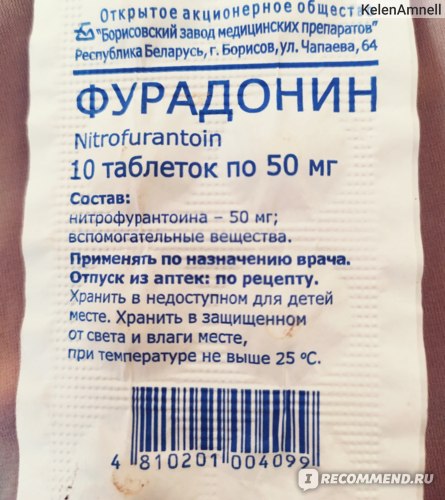 KelenAmnell
Открытое акционерное общест
"Борисовский завод медицинских препаратов"
Республика Беларусь, г. Борисов, ул. Чапаева, 64
ФУРАДОНИН
Nitrofurantoin
10 таблеток по 50 мг
Состав:
нитрофурантоина – 50 мг;
вспомогательные вещества.
Применять по назначению врача.
Отпуск из аптек: по рецепту.
Хранить в недоступном для детей
месте. Хранить в защищенном
от света и влаги месте,
при температуре не выше 25 °С.
4 810201 004099
IRECOMMEND.RU